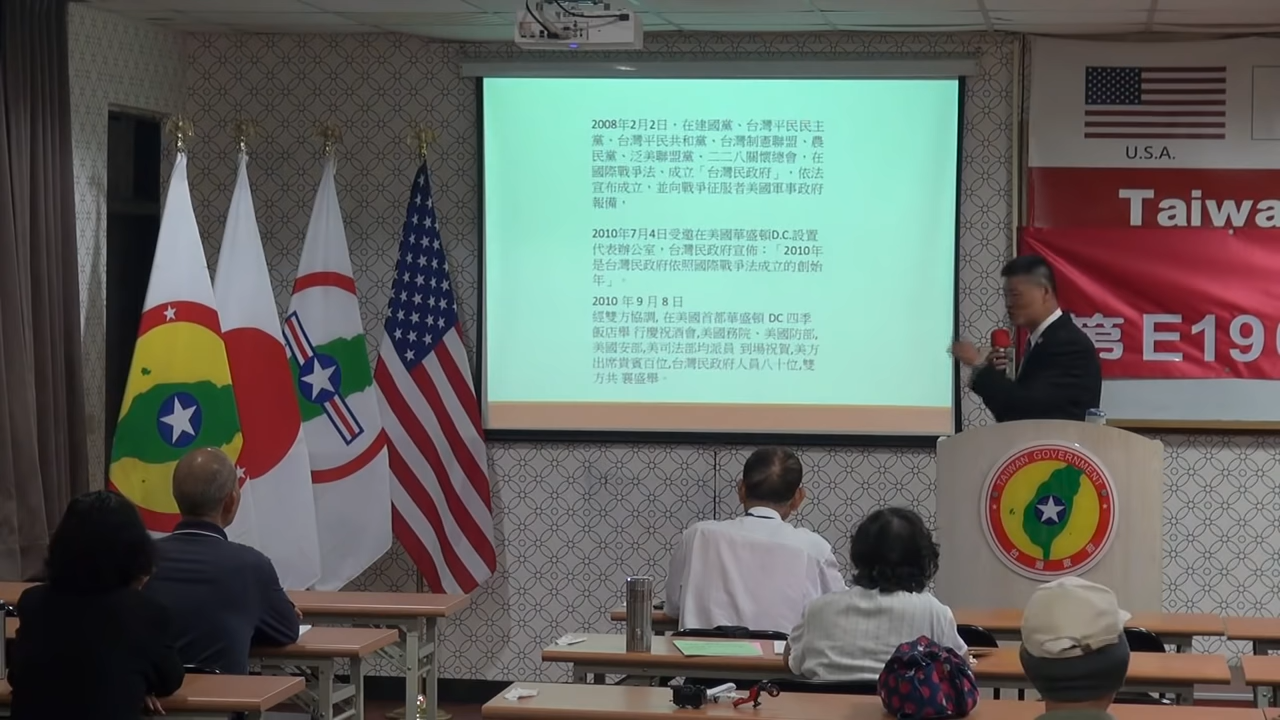 2008年2月2日，在建國黨、台灣平民民主
黨、台灣平民共和黨、台灣制憲聯盟、農
民黨、泛美聯盟黨、二二八關懷總會，在
國際戰爭法、成立「台灣民政府」，依法
宣布成立，並向戰爭征服者美國軍事政府
報備，
2010年7月4日受邀在美國華盛頓D.C.設置
代表辦公室，台灣民政府宣佈：「2010年
是台灣民政府依照國際戰爭法成立的創始
年」。
2010 年 9 月 8 日
經雙方協調, 在美國首都華盛頓 DC 四季
飯店舉 行慶祝酒會,美國務院、美國防部,
美國安部,美司法部均派員 到場祝賀,美方
出席貴賓百位,台灣民政府人員八十位,雙
方共 襄盛舉。
U.S.A.
Taiwa
第E19
TAIWAN GOVERNMENT